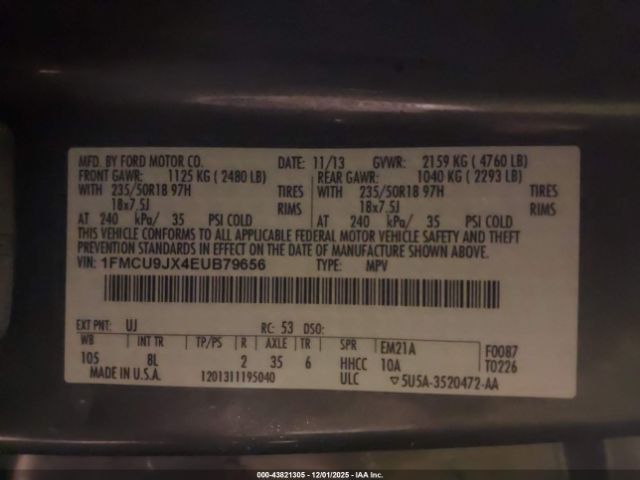 MFD. BY FORD MOTOR CO. DATE: 11/13 GVWR: 2159 KG ( 4760 LB)
FRONT GAWR: 1125 KG ( 2480 LB) REAR GAWR: 1040 KG ( 2293 LB)
WITH 235/50R18 97H TIRES WITH 235/50R18 97H TIRES
18x7.5J RIMS 18x7.5J RIMS
AT 240 kPa/ 35 PSI COLD AT 240 kPa/ 35 PSI COLD
THIS VEHICLE CONFORMS TO ALL APPLICABLE FEDERAL MOTOR VEHICLE SAFETY AND THEFT
PREVENTION STANDARDS IN EFFECT ON THE DATE OF MANUFACTURE SHOWN ABOVE.
VIN: 1FMCU9JX4EUB79656 TYPE: MPV
EXT PNT: UJ RC: 53 DSO:
WB INT TR TP/PS R AXLE TR SPR EM21A F0087
105 8L 2 35 6 HHCC 10A T0226
MADE IN U.S.A. 1201311195040 ULC ▽5U5A-3520472-AA
IAA Access
000-43821305 - 12/01/2025 - IAA Inc.